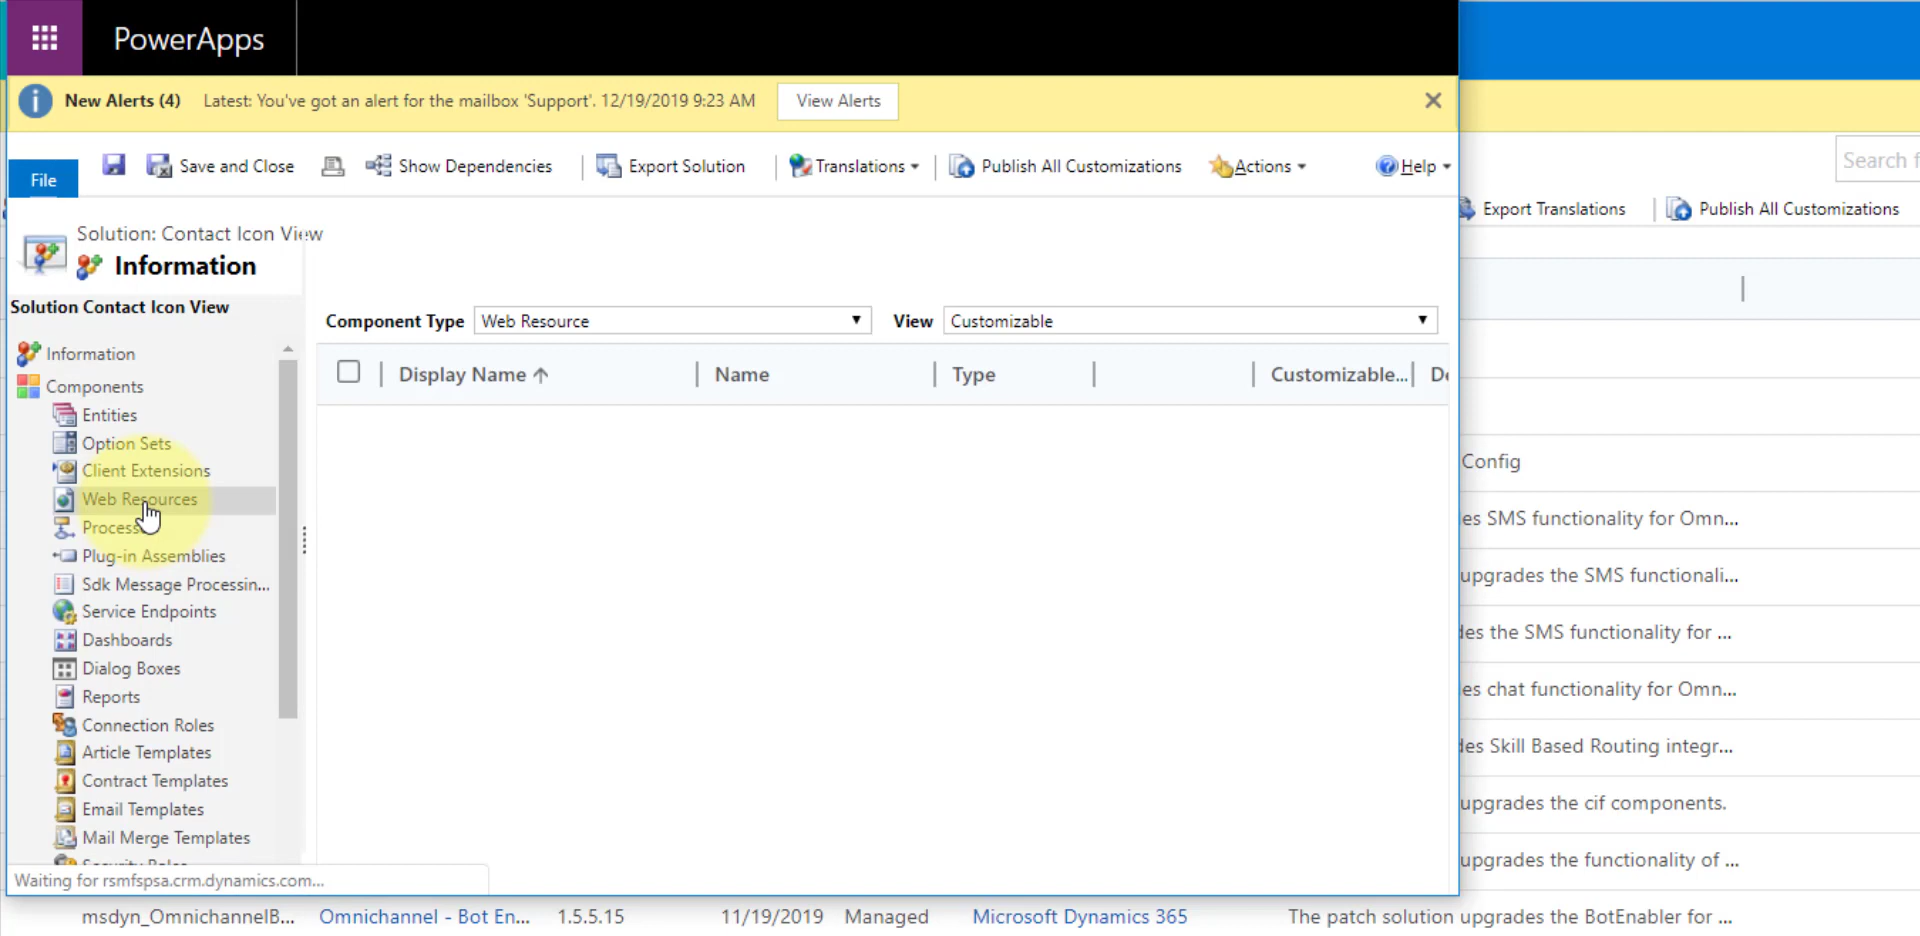 PowerApps
New Alerts (4) Latest: You've got an alert for the mailbox 'Support'. 12/19/2019 9:23 AM View Alerts
Search
File Save and Close Show Dependencies Export Solution Translations Publish All Customizations Actions Help
Export Translations Publish All Customizations
Solution: Contact Icon View
Information
Solution Contact Icon View
Component Type Web Resource View Customizable
Display Name Name Type Customizable...
Information
Components
Entities
Option Sets
Client Extensions
Web Resources
Plug-in Assemblies
Sdk Message Processin...
Service Endpoints
Dashboards
Dialog Boxes
Reports
Connection Roles
Article Templates
Contract Templates
Email Templates
Mail Merge Templates
Config
es SMS functionality for Omn...
upgrades the SMS functionali...
des the SMS functionality for ...
es chat functionality for Omn...
des Skill Based Routing integr...
upgrades the cif components.
upgrades the functionality of ...
Waiting for rsmfspsa.crm.dynamics.com...
msdyn_OmnichannelB... Omnichannel - Bot En... 1.5.5.15 11/19/2019 Managed Microsoft Dynamics 365 The patch solution upgrades the BotEnabler for ...